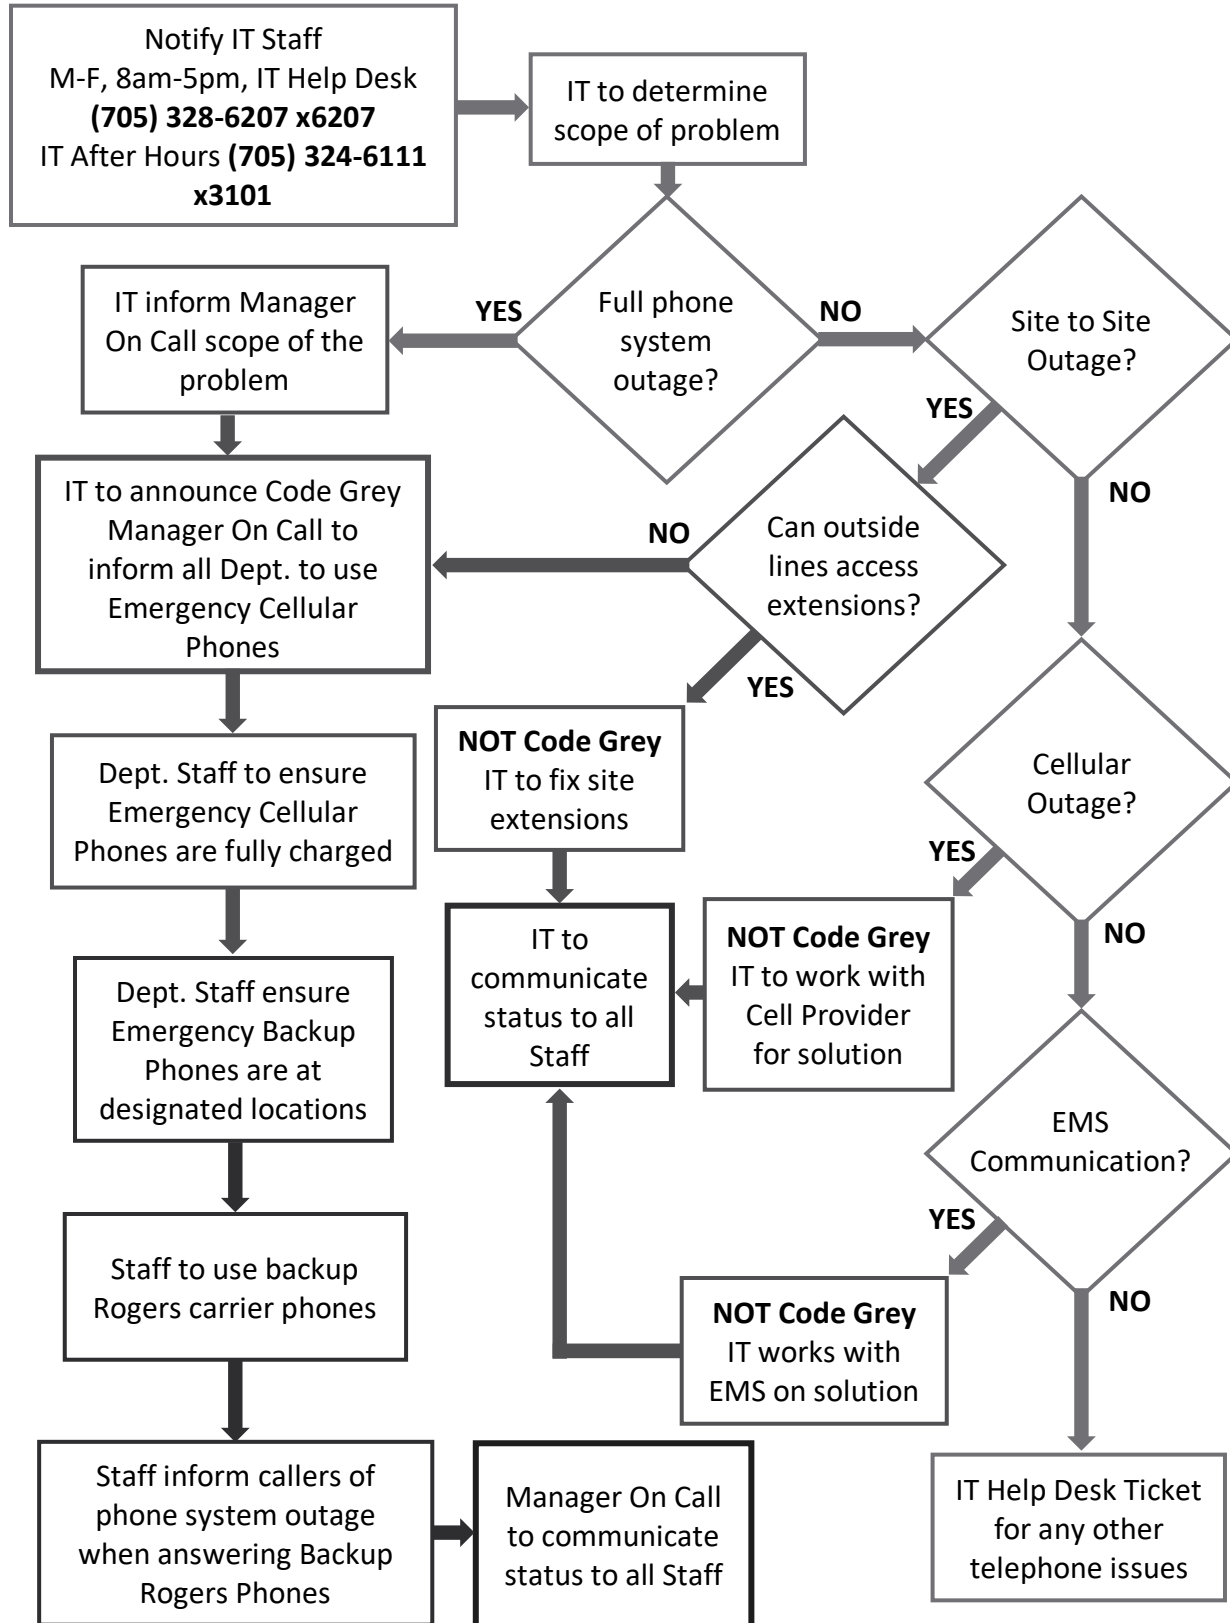 Notify IT Staff
M-F, 8am-5pm, IT Help Desk
(705) 328-6207 x6207
IT After Hours (705) 324-6111
x3101
IT to determine
scope of problem
Full phone
system
outage?
YES
NO
IT inform Manager
On Call scope of the
problem
Site to Site
Outage?
YES
NO
IT to announce Code Grey
Manager On Call to
inform all Dept. to use
Emergency Cellular
Phones
NO
Can outside
lines access
extensions?
YES
Dept. Staff to ensure
Emergency Cellular
Phones are fully charged
NOT Code Grey
IT to fix site
extensions
Cellular
Outage?
YES
NO
IT to
communicate
status to all
Staff
NOT Code Grey
IT to work with
Cell Provider
for solution
Dept. Staff ensure
Emergency Backup
Phones are at
designated locations
EMS
Communication?
YES
NO
Staff to use backup
Rogers carrier phones
NOT Code Grey
IT works with
EMS on solution
Staff inform callers of
phone system outage
when answering Backup
Rogers Phones
Manager On Call
to communicate
status to all Staff
IT Help Desk Ticket
for any other
telephone issues